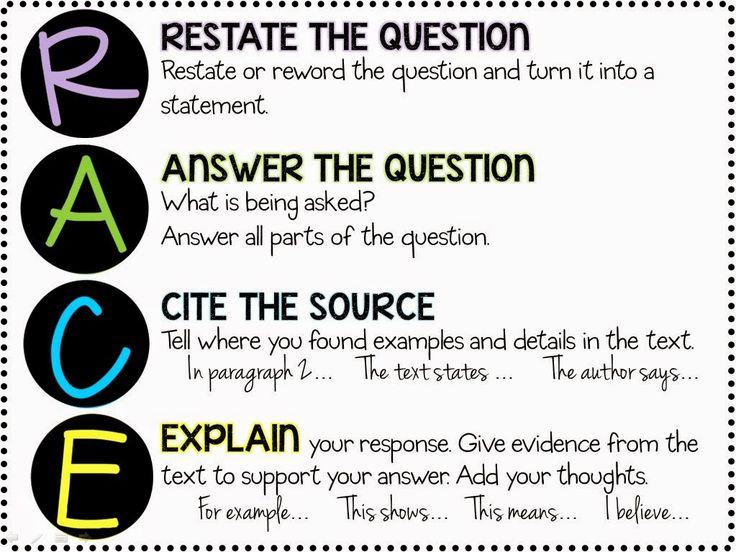 R
RESTATE THE QUESTION
Restate or reword the question and turn it into a
statement.
A
ANSWER THE QUESTION
What is being asked?
Answer all parts of the question.
C
CITE THE SOURCE
Tell where you found examples and details in the text.
In paragraph 2... The text states ... The author says...
E
EXPLAIN your response. Give evidence from the
text to support your answer. Add your thoughts.
For example... This shows... This means... I believe...